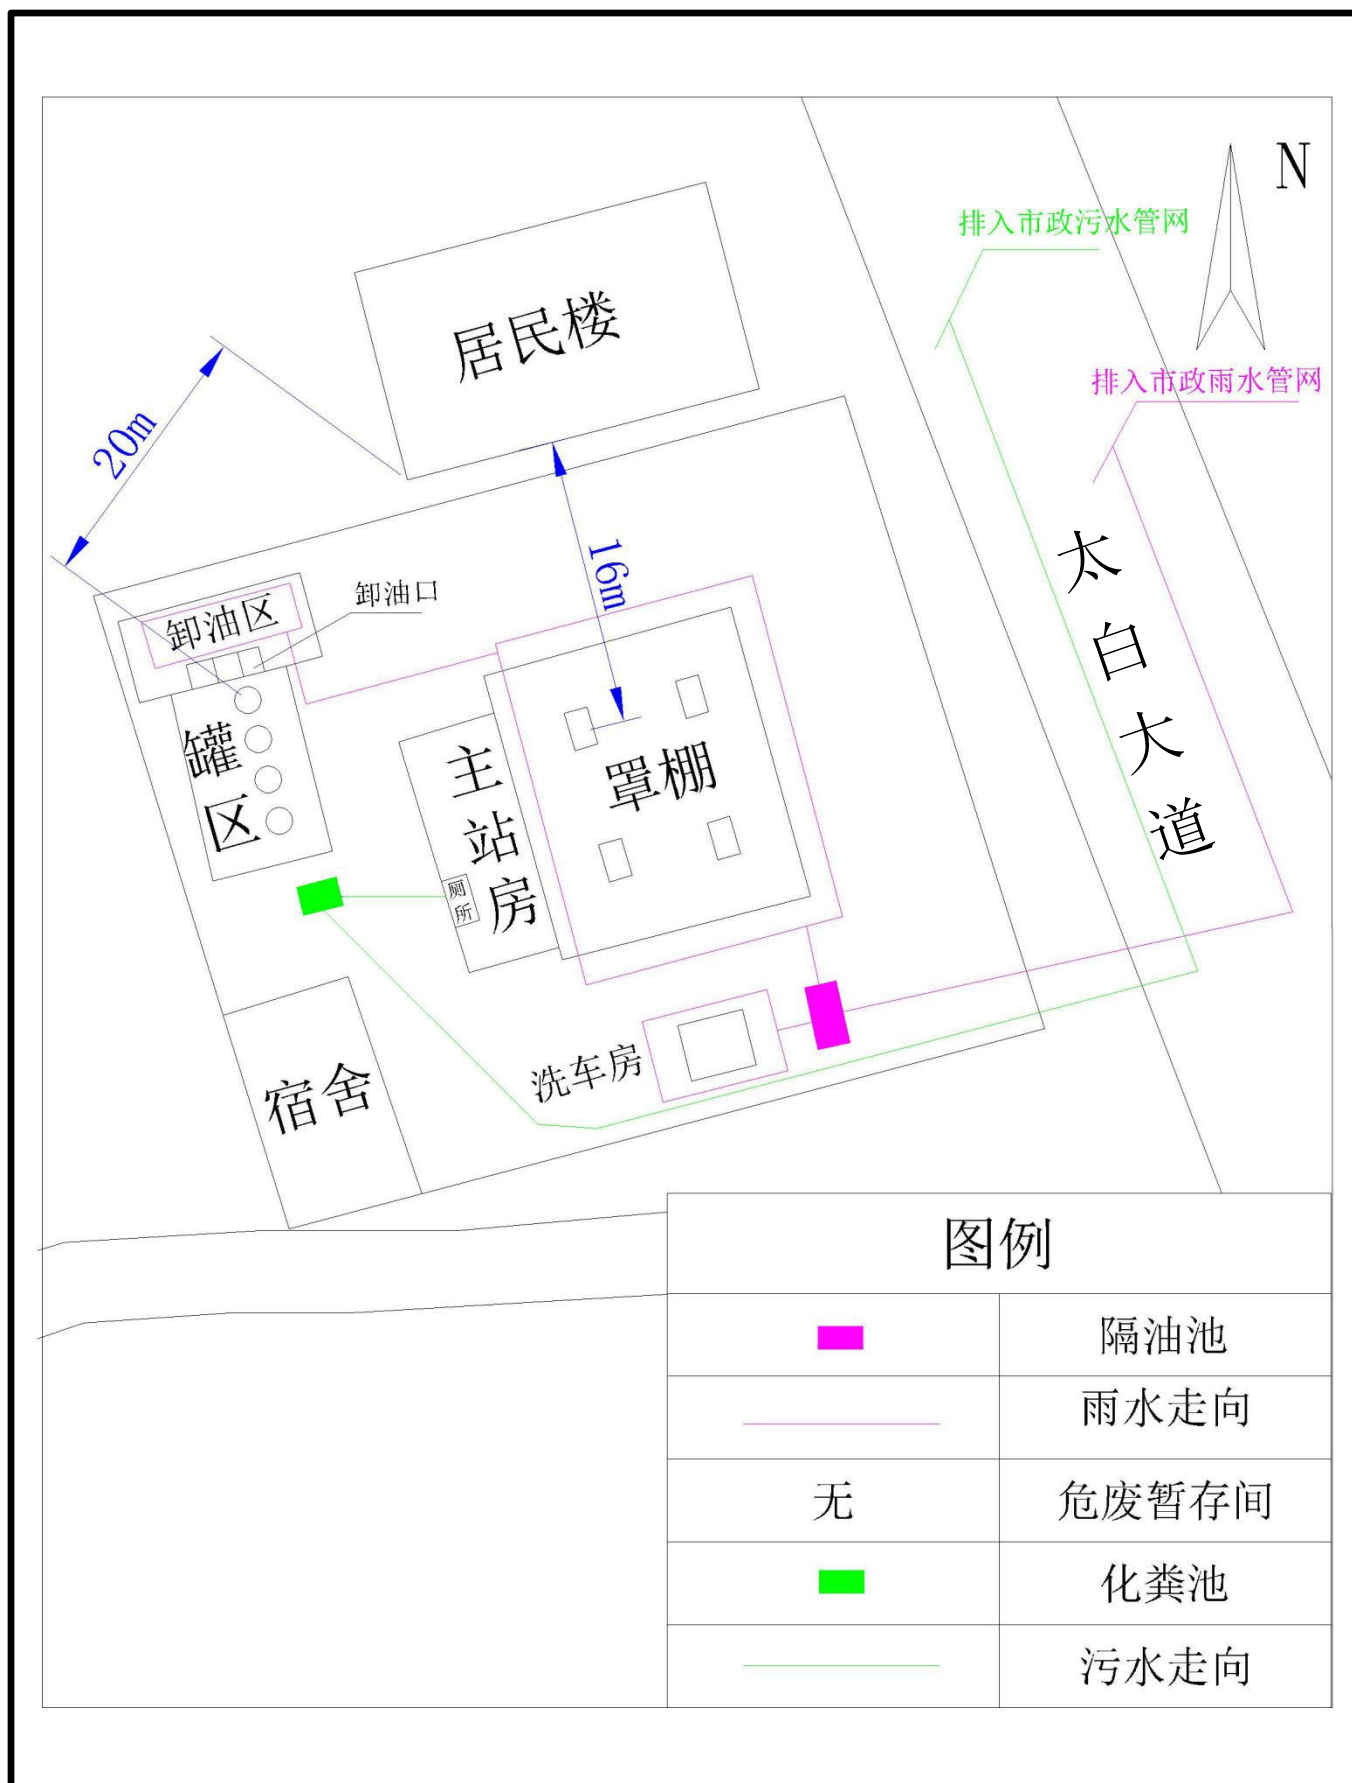 N
排入市政污水管网
居民楼
排入市政雨水管网
20m
16m
太白大道
卸油口
卸油区
罐区
主站房
罩棚
厕所
洗车房
宿舍
图例
隔油池
雨水走向
无 危废暂存间
化粪池
污水走向